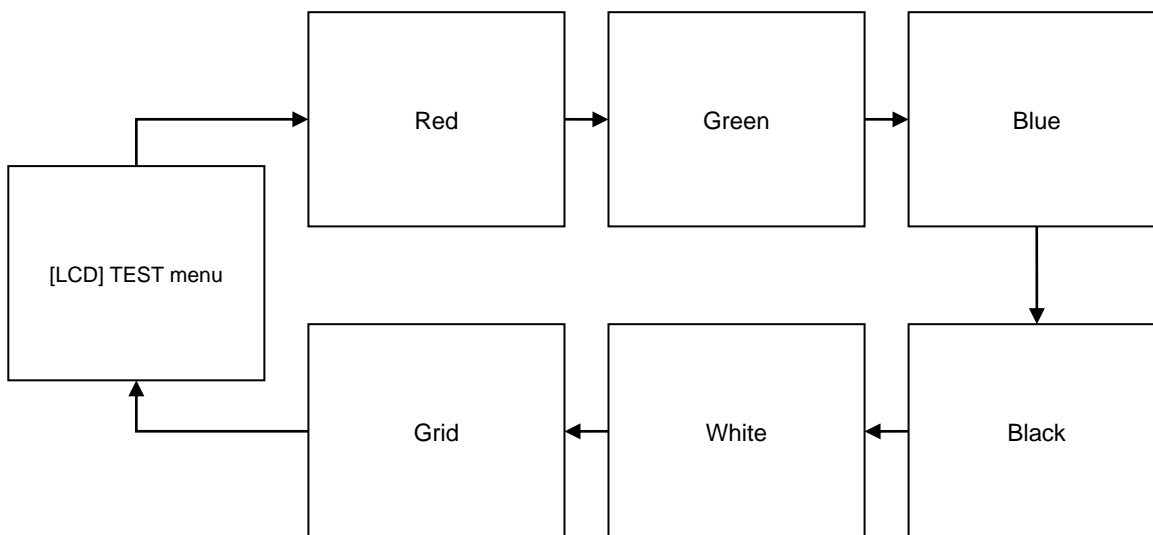 Red
Green
Blue
[LCD] TEST menu
Grid
White
Black